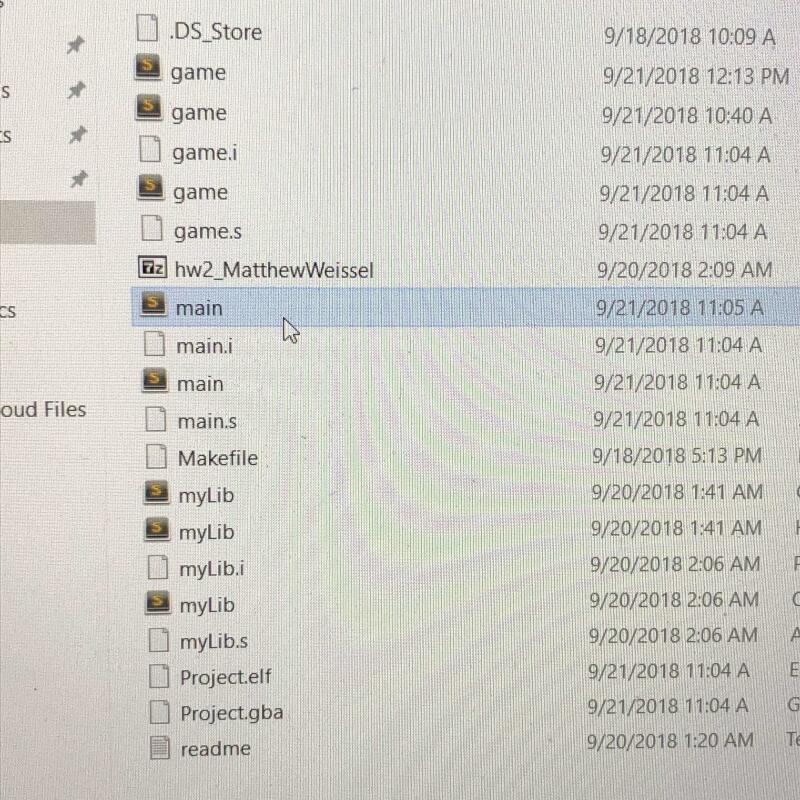 .DS_Store 9/18/2018 10:09 A
game 9/21/2018 12:13 PM
s game 9/21/2018 10:40 A
ts game.i 9/21/2018 11:04 A
game 9/21/2018 11:04 A
game.s 9/21/2018 11:04 A
7z hw2_MatthewWeissel 9/20/2018 2:09 AM
cs main 9/21/2018 11:05 A
main.i 9/21/2018 11:04 A
main 9/21/2018 11:04 A
oud Files main.s 9/21/2018 11:04 A
Makefile 9/18/2018 5:13 PM
myLib 9/20/2018 1:41 AM
myLib 9/20/2018 1:41 AM H
myLib.i 9/20/2018 2:06 AM F
myLib 9/20/2018 2:06 AM
myLib.s 9/20/2018 2:06 AM A
Project.elf 9/21/2018 11:04 A E
Project.gba 9/21/2018 11:04 A G
readme 9/20/2018 1:20 AM Te